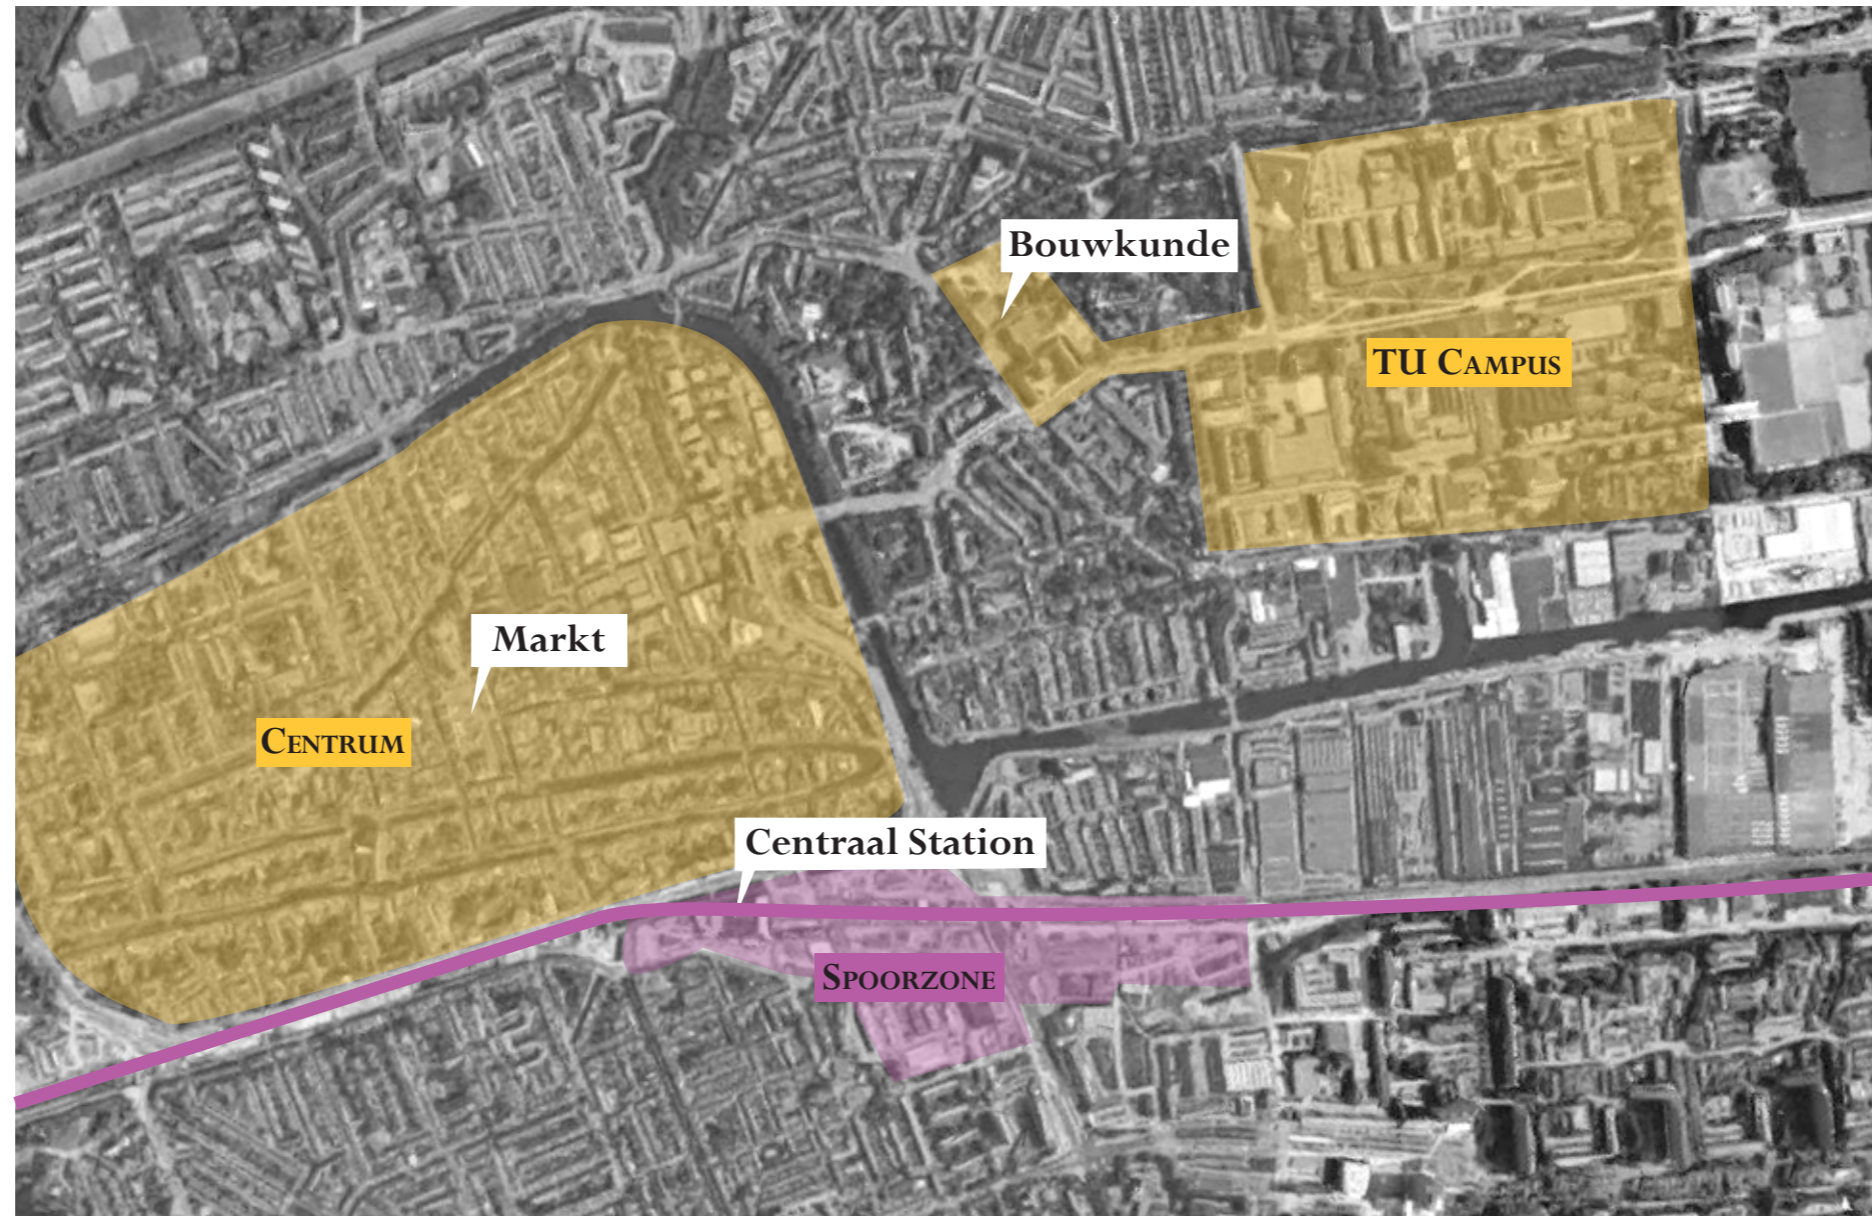 Bouwkunde
TU Campus
Markt
Centrum
Centraal Station
Spoorzone